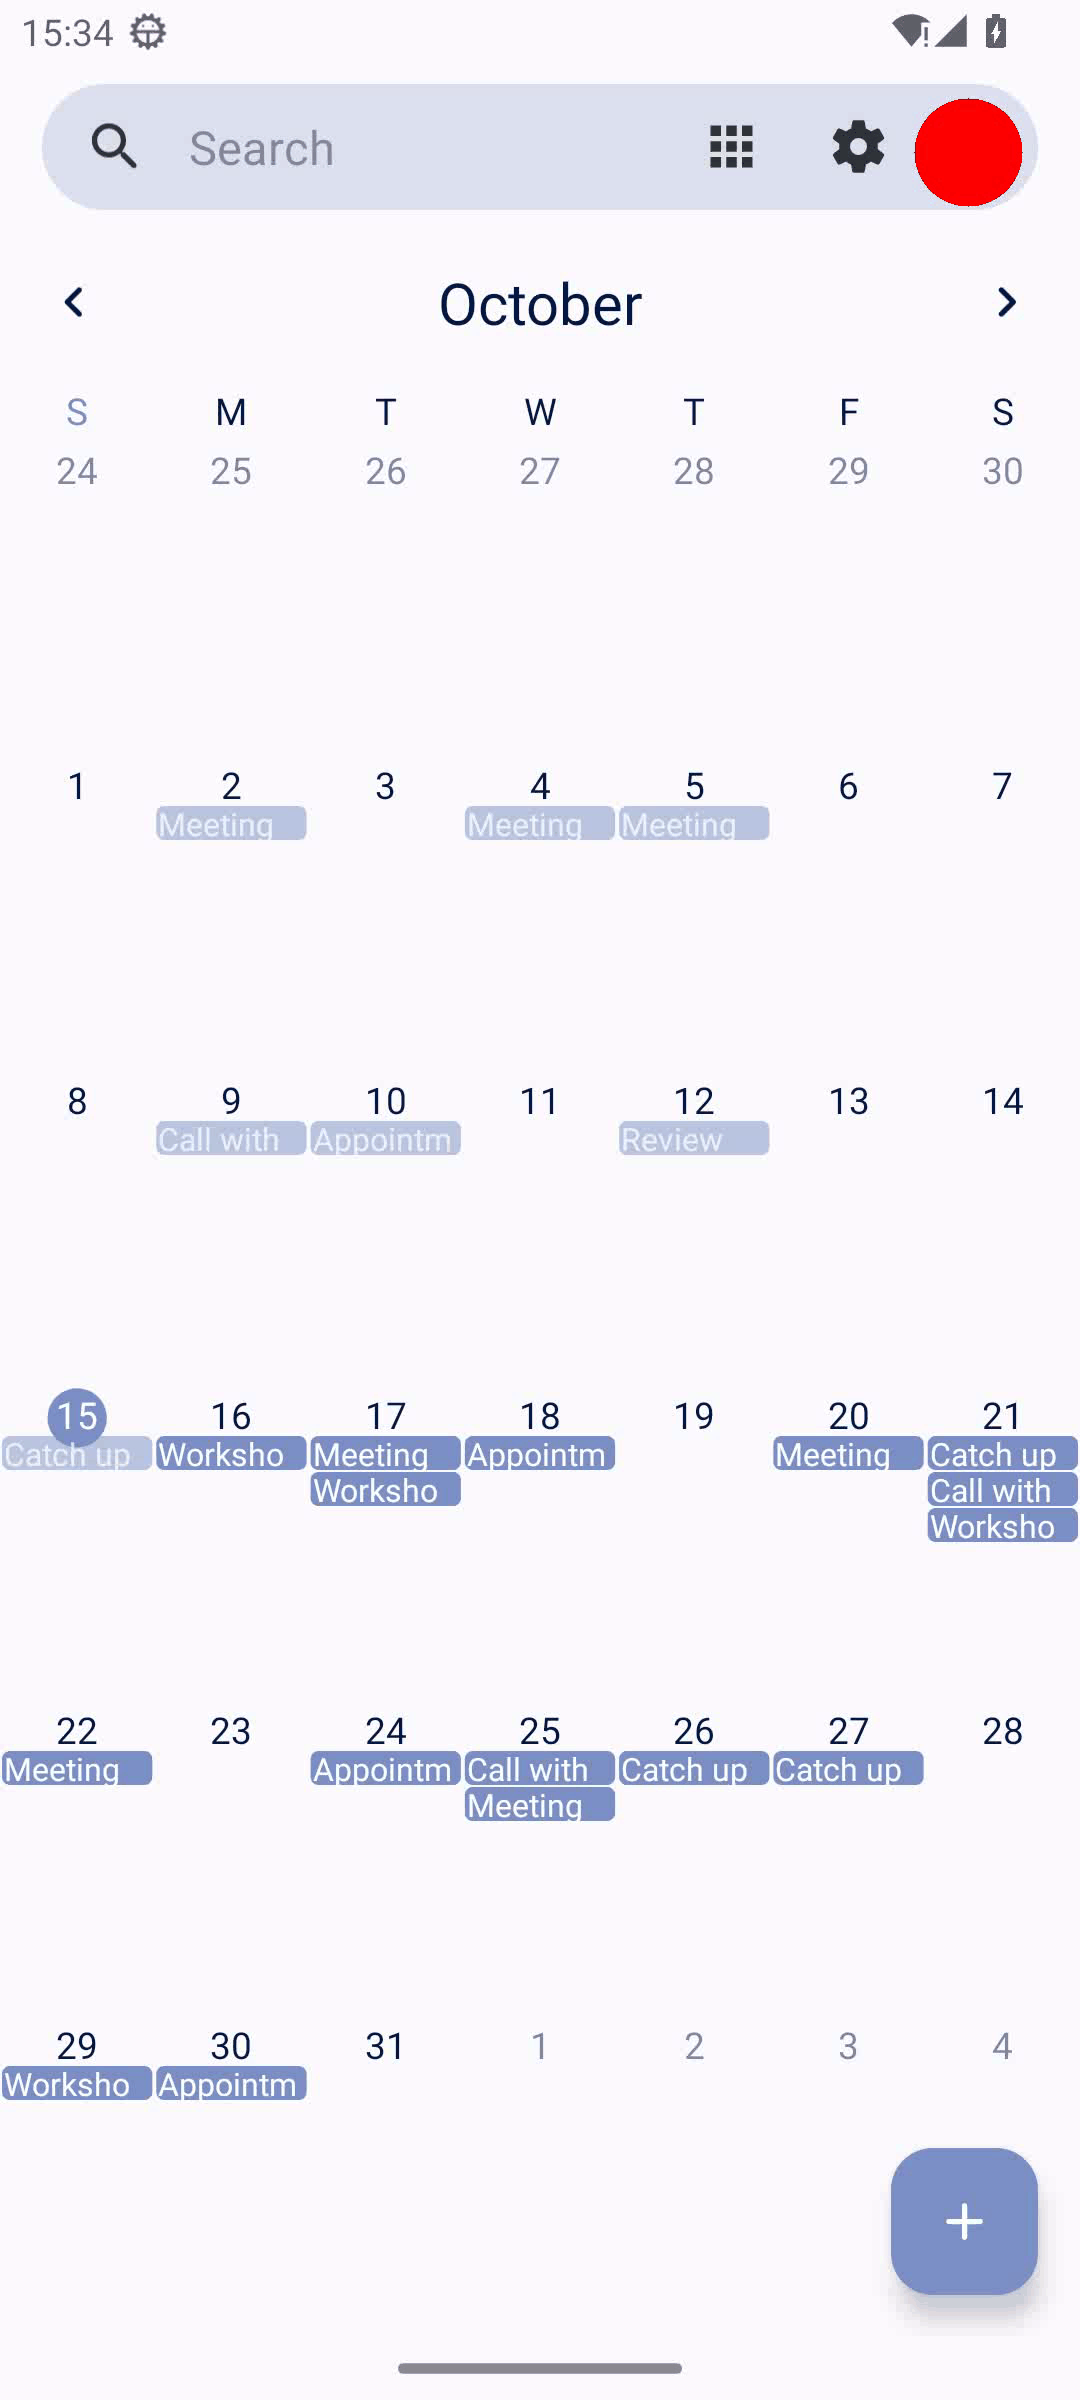 15:34
Search
October
S M T W T F S
24 25 26 27 28 29 30
1 2 3 4 5 6 7
Meeting Meeting Meeting
8 9 10 11 12 13 14
Call with Appointm Review
15 16 17 18 19 20 21
Catch up Worksho Meeting Appointm Meeting Catch up
Worksho Call with
Worksho
22 23 24 25 26 27 28
Meeting Appointm Call with Catch up Catch up
Meeting
29 30 31 1 2 3 4
Worksho Appointm